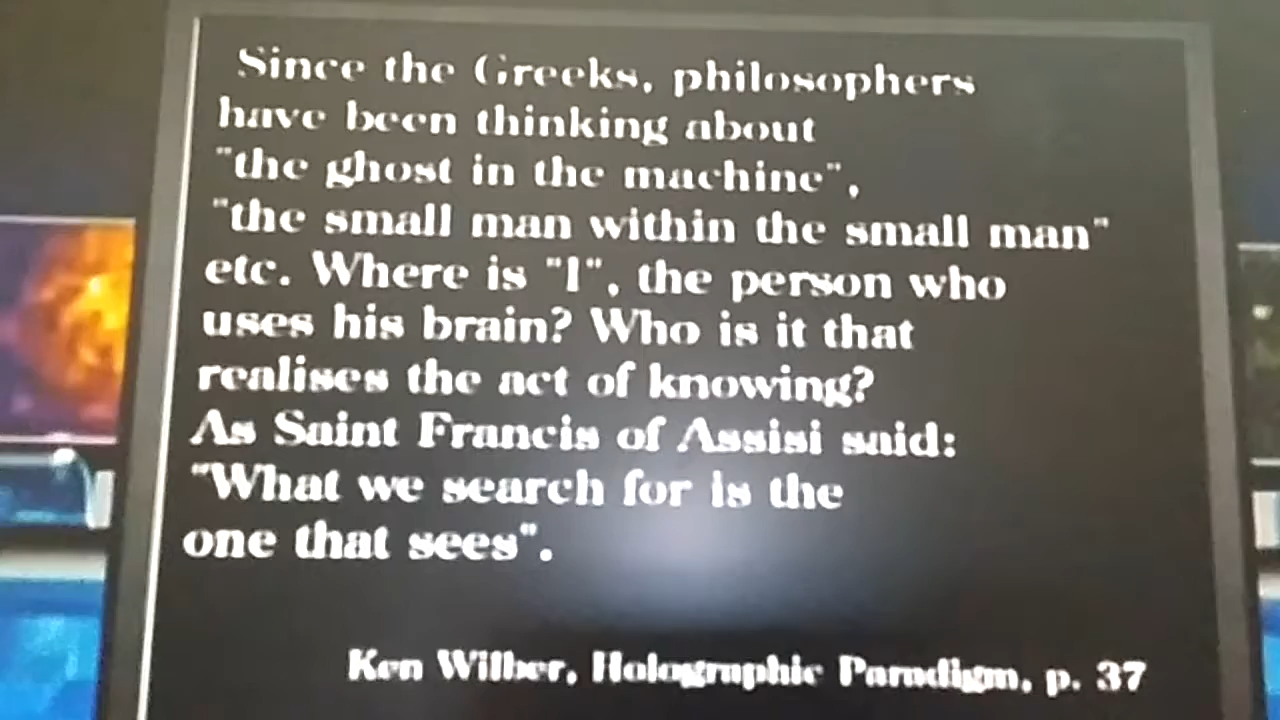 Since the Greeks, philosophers
have been thinking about
"the ghost in the machine",
"the small man within the small man"
etc. Where is "I", the person who
uses his brain? Who is it that
realises the act of knowing?
As Saint Francis of Assisi said:
"What we search for is the
one that sees".
Ken Wilber, Holographic Paradigm, p. 37